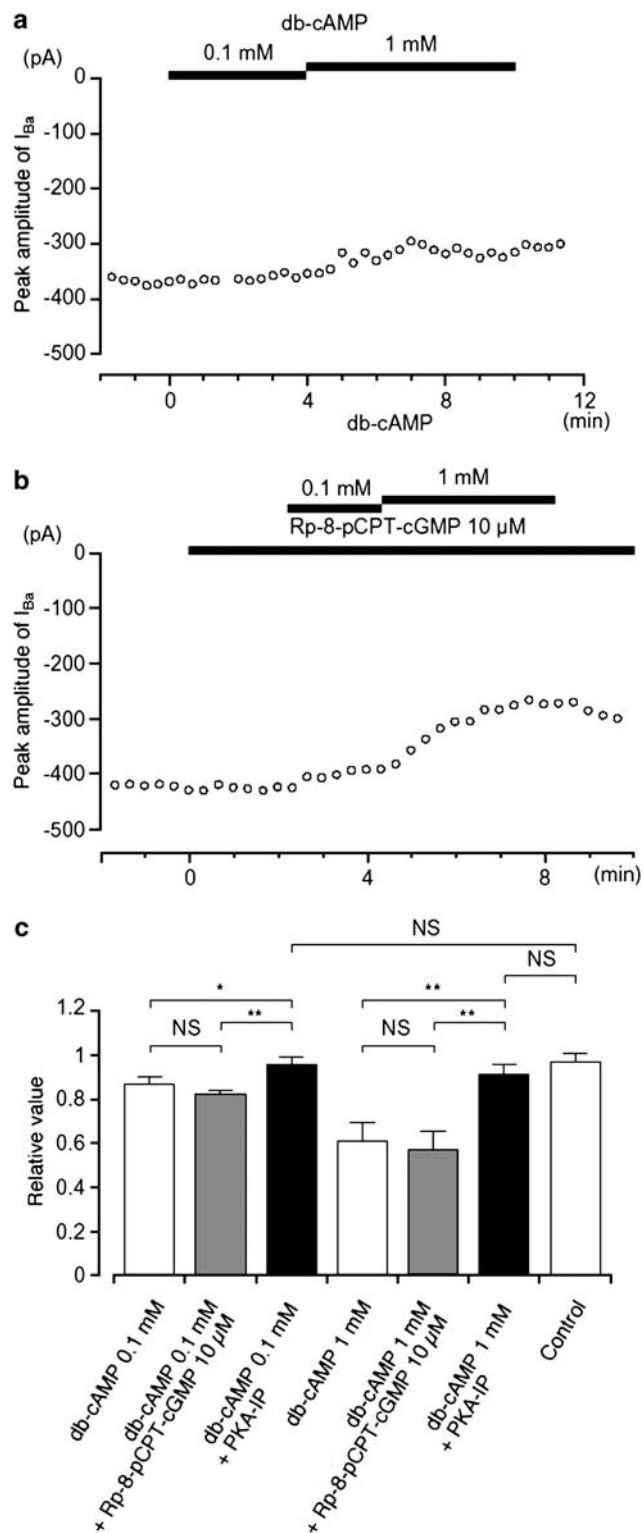 a
db-cAMP
0.1 mM
1 mM
(pA)
0
-100
-200
-300
-400
-500
Peak amplitude of I_Ba
0
4
8
12
db-cAMP
(min)
b
0.1 mM
1 mM
Rp-8-pCPT-cGMP 10 µM
(pA)
0
-100
-200
-300
-400
-500
Peak amplitude of I_Ba
0
4
8
(min)
c
NS
NS
*
**
NS
**
NS
**
1.2
1
0.8
0.6
0.4
0.2
0
Relative value
db-cAMP 0.1 mM
db-cAMP 0.1 mM
+ Rp-8-pCPT-cGMP 10 µM
db-cAMP 0.1 mM
+ PKA-IP
db-cAMP 1 mM
db-cAMP 1 mM
+ Rp-8-pCPT-cGMP 10 µM
db-cAMP 1 mM
+ PKA-IP
Control